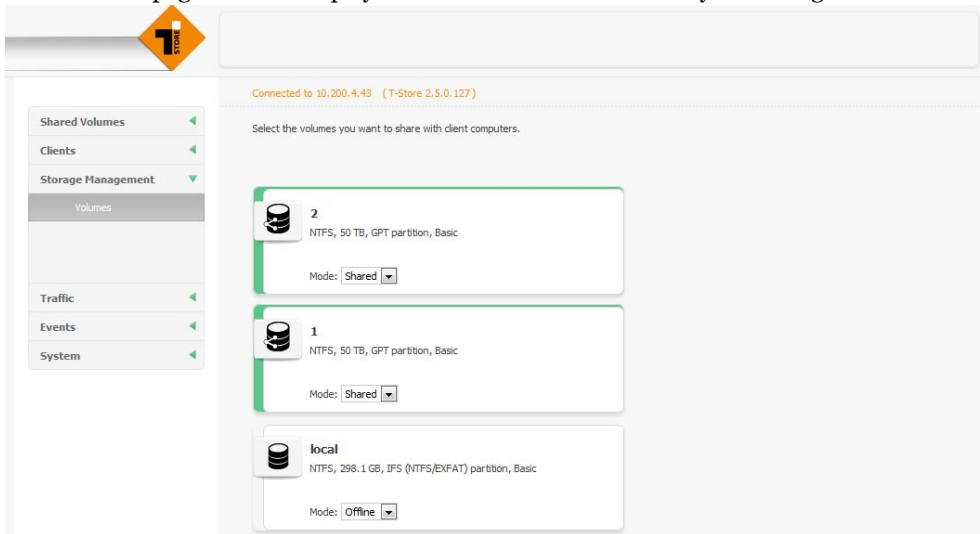 STORE
Connected to 10.200.4.43 (T-Store 2.5.0.127)
Shared Volumes
Clients
Storage Management
Volumes
Traffic
Events
System
Select the volumes you want to share with client computers.
2
NTFS, 50 TB, GPT partition, Basic
Mode: Shared
1
NTFS, 50 TB, GPT partition, Basic
Mode: Shared
local
NTFS, 298.1 GB, IFS (NTFS/EXFAT) partition, Basic
Mode: Offline